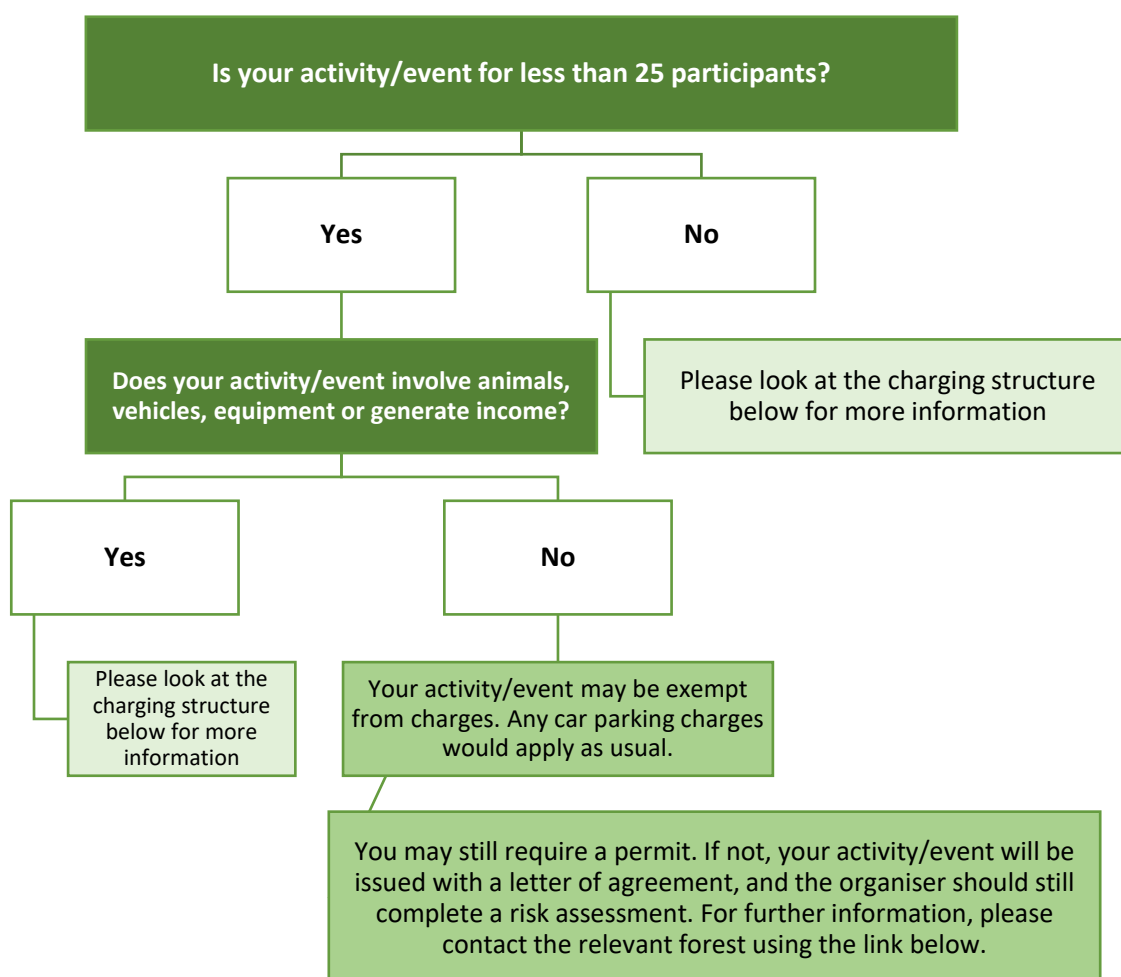 Is your activity/event for less than 25 participants?
Yes
No
Does your activity/event involve animals,
vehicles, equipment or generate income?
Please look at the charging structure
below for more information
Yes
No
Please look at the
charging structure
below for more
information
Your activity/event may be exempt
from charges. Any car parking charges
would apply as usual.
You may still require a permit. If not, your activity/event will be
issued with a letter of agreement, and the organiser should still
complete a risk assessment. For further information, please
contact the relevant forest using the link below.